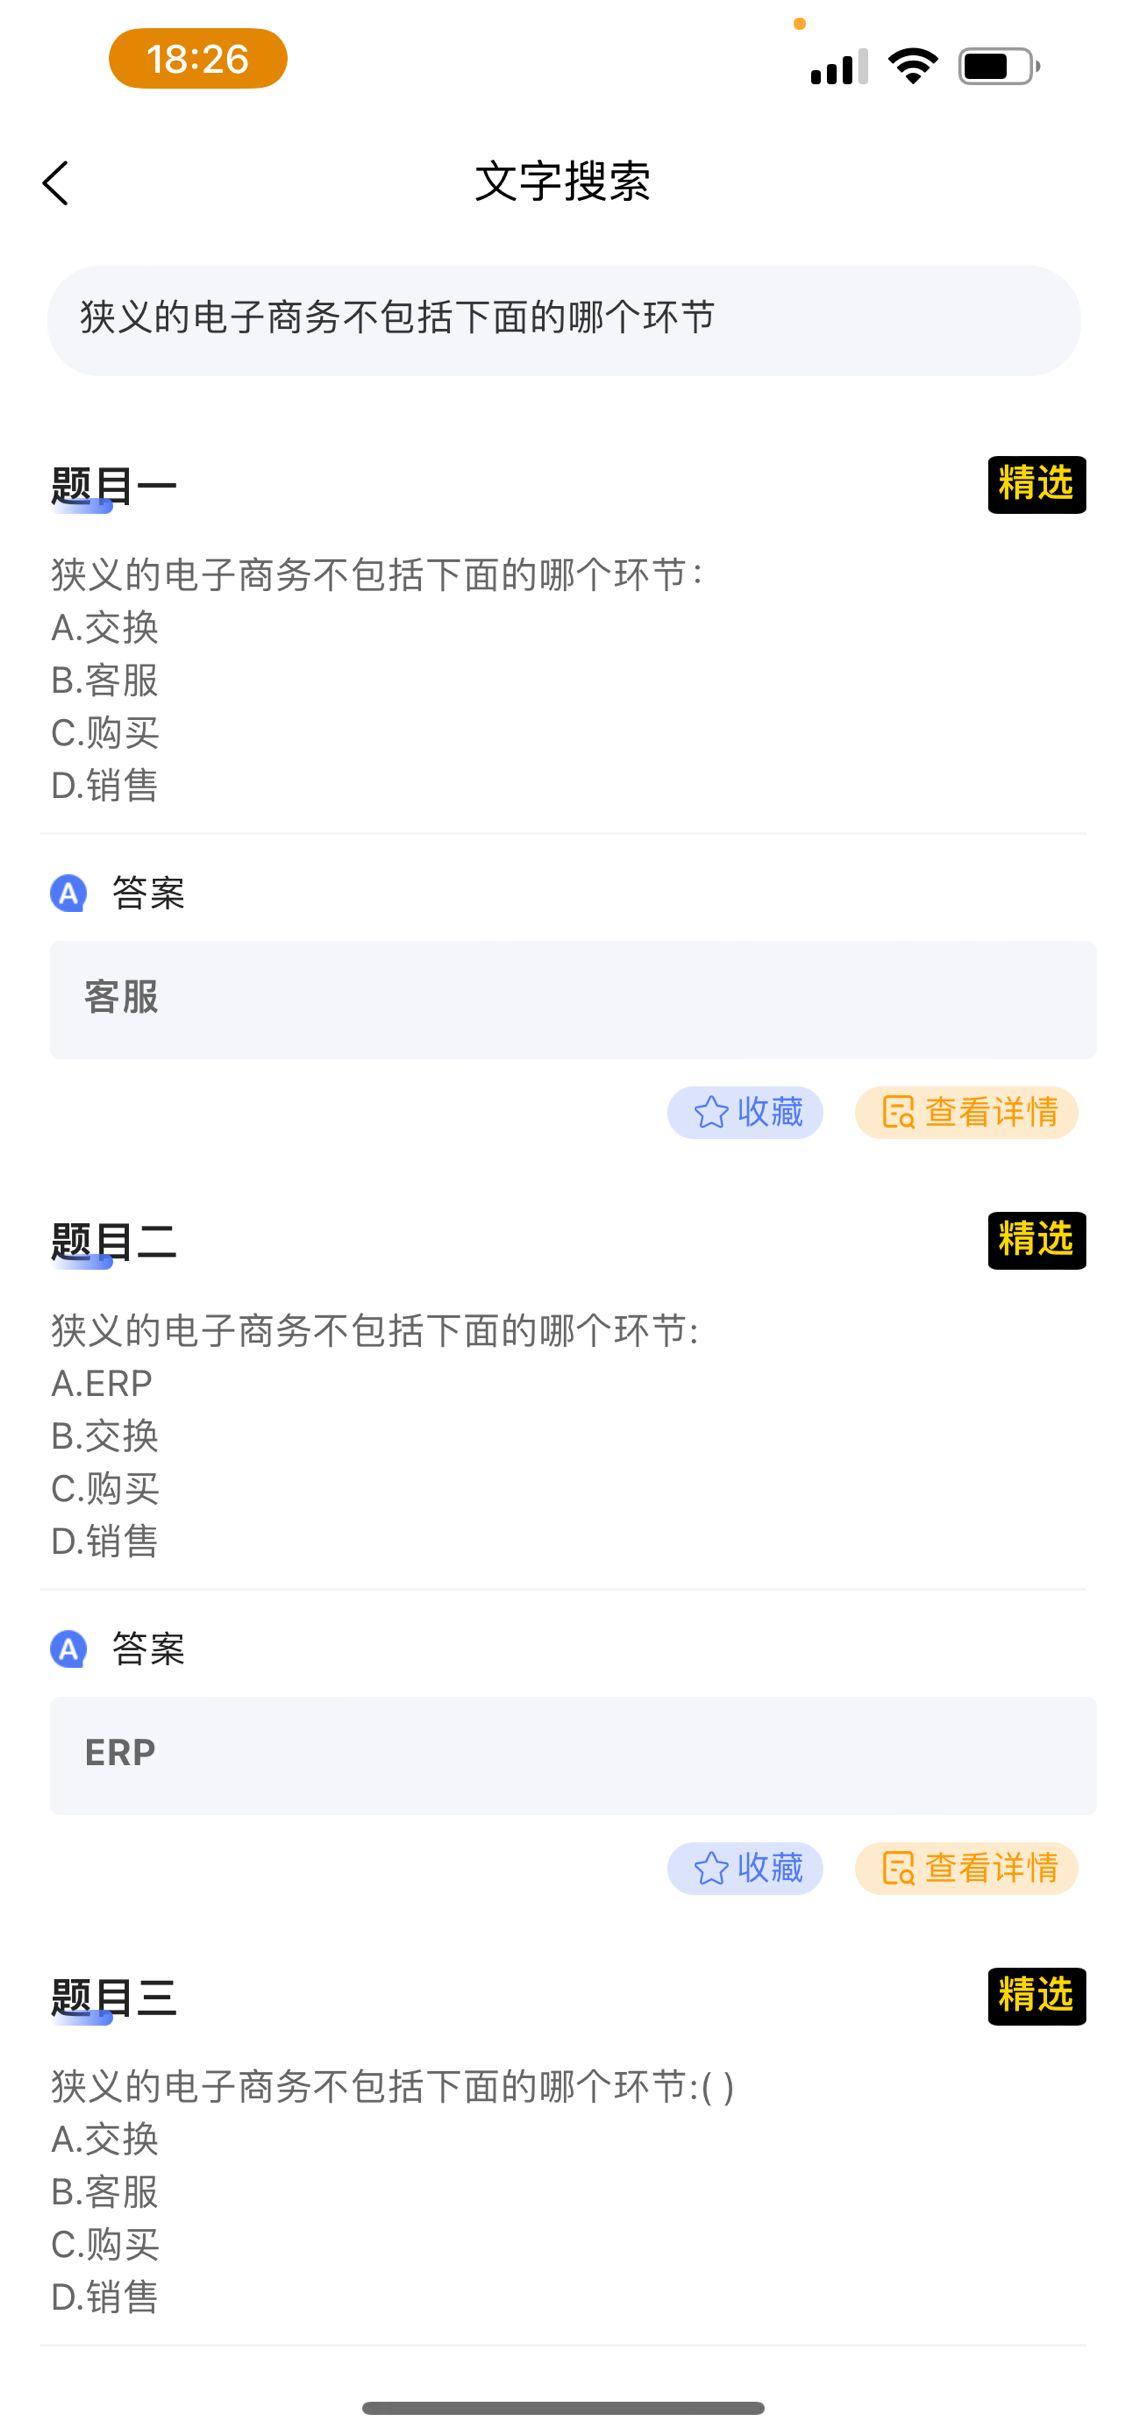 18:26
文字搜索
狭义的电子商务不包括下面的哪个环节
题目一
精选
狭义的电子商务不包括下面的哪个环节：
A.交换
B.客服
C.购买
D.销售
A 答案
客服
收藏 查看详情
题目二
精选
狭义的电子商务不包括下面的哪个环节:
A.ERP
B.交换
C.购买
D.销售
A 答案
ERP
收藏 查看详情
题目三
精选
狭义的电子商务不包括下面的哪个环节:( )
A.交换
B.客服
C.购买
D.销售